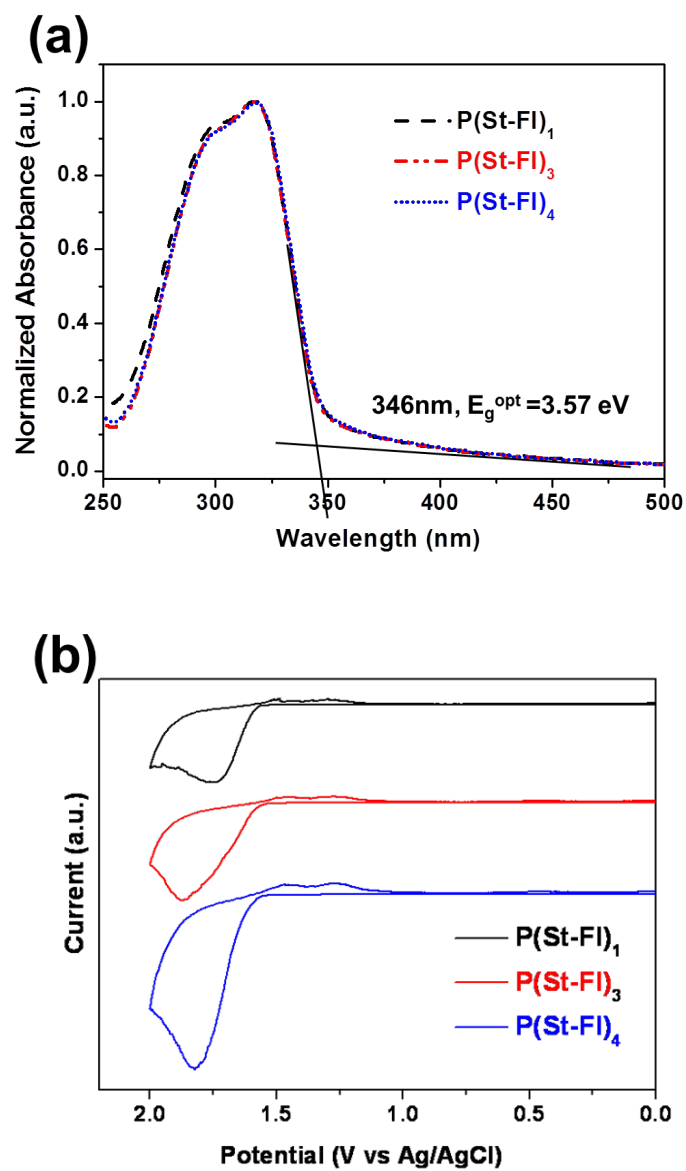 (a)
Normalized Absorbance (a.u.)
1.0
0.8
0.6
0.4
0.2
0.0
P(St-Fl)1
P(St-Fl)3
P(St-Fl)4
346nm, Egopt =3.57 eV
250 300 350 400 450 500
Wavelength (nm)
(b)
Current (a.u.)
P(St-Fl)1
P(St-Fl)3
P(St-Fl)4
2.0 1.5 1.0 0.5 0.0
Potential (V vs Ag/AgCl)